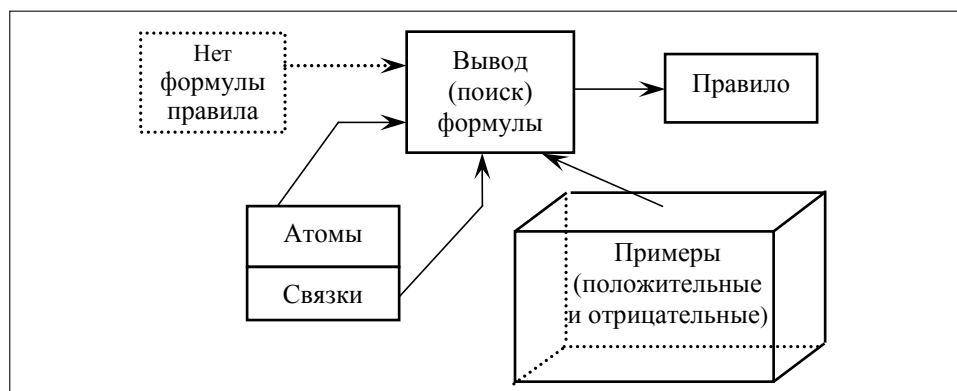 Нет
формулы
правила
Вывод
(поиск)
формулы
Правило
Атомы
Связки
Примеры
(положительные
и отрицательные)